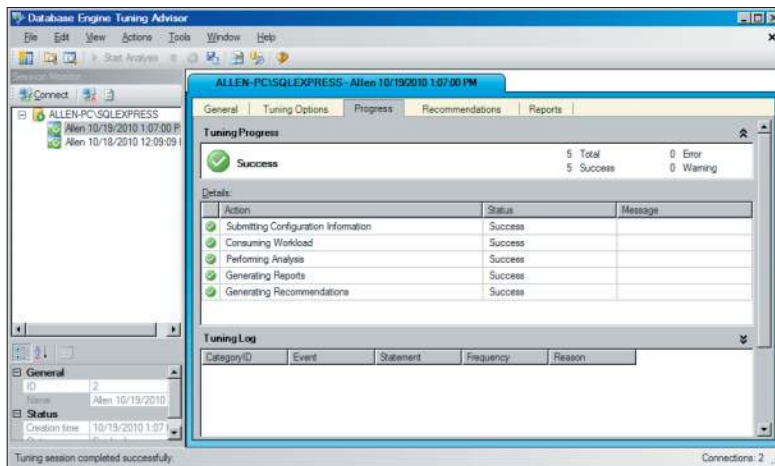 Database Engine Tuning Advisor
File Edit View Actions Tools Window Help
Start Analysis
Session Monitor
Connect
ALLEN-PC\SQLEXPRESS
Allen 10/19/2010 1:07:00 P
Allen 10/18/2010 12:09:09
ALLEN-PC\SQLEXPRESS - Allen 10/19/2010 1:07:00 PM
General Tuning Options Progress Recommendations Reports
Tuning Progress
Success
5 Total 0 Error
5 Success 0 Warning
Details:
Action Status Message
Submitting Configuration Information Success
Consuming Workload Success
Performing Analysis Success
Generating Reports Success
Generating Recommendations Success
Tuning Log
CategoryID Event Statement Frequency Reason
General
ID 2
Name Allen 10/19/2010
Status
Creation time 10/19/2010 1:07
Tuning session completed successfully.
Connections: 2